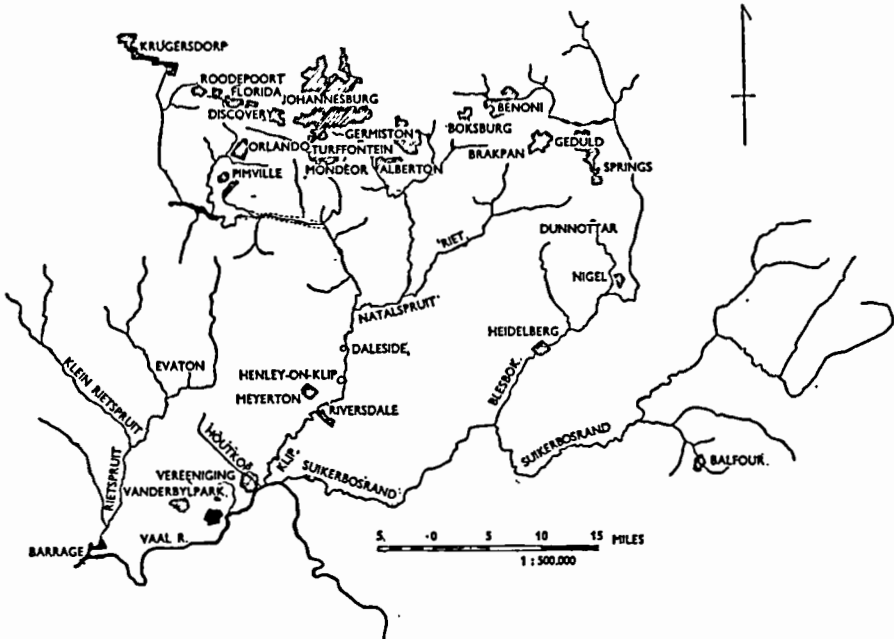 KRUGERSDORP
ROODEPOORT
FLORIDA
JOHANNESBURG
DISCOVERY
BENONI
BOKSBURG
GERMISTON
GEDULD
ORLANDO
TURFFONTEIN
BRAKPAN
MONDEOR
ALBERTON
SPRINGS
PIMVILLE
DUNNOTTAR
RIET.
NIGEL
NATALSPRUIT
HEIDELBERG
DALESIDE
KLEIN RIETSPRUIT
EVATON
HENLEY-ON-KLIP
MEYERTON
BLESBOK.
RIVERSDALE
HOUTKOP
SUIKERBOSRAND
KLIP
BALFOUR.
VEREENIGING
SUIKERBOSRAND
RIETSPRUIT
VANDERBYLPARK.
VAAL R.
5. 0 5 10 15 MILES
BARRAGE
1 : 500.000